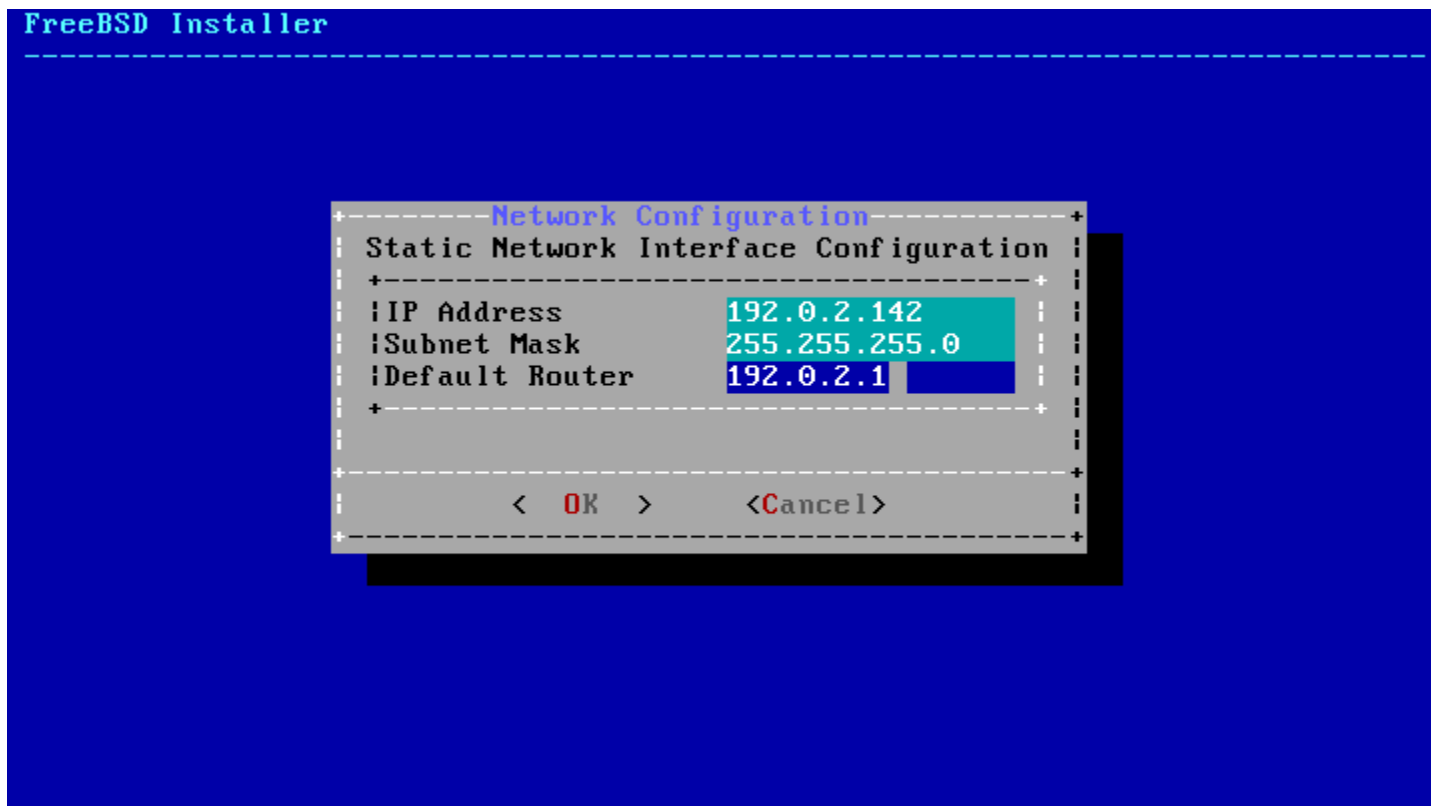 FreeBSD Installer
Network Configuration
Static Network Interface Configuration
IP Address 192.0.2.142
Subnet Mask 255.255.255.0
Default Router 192.0.2.1
< OK > <Cancel>